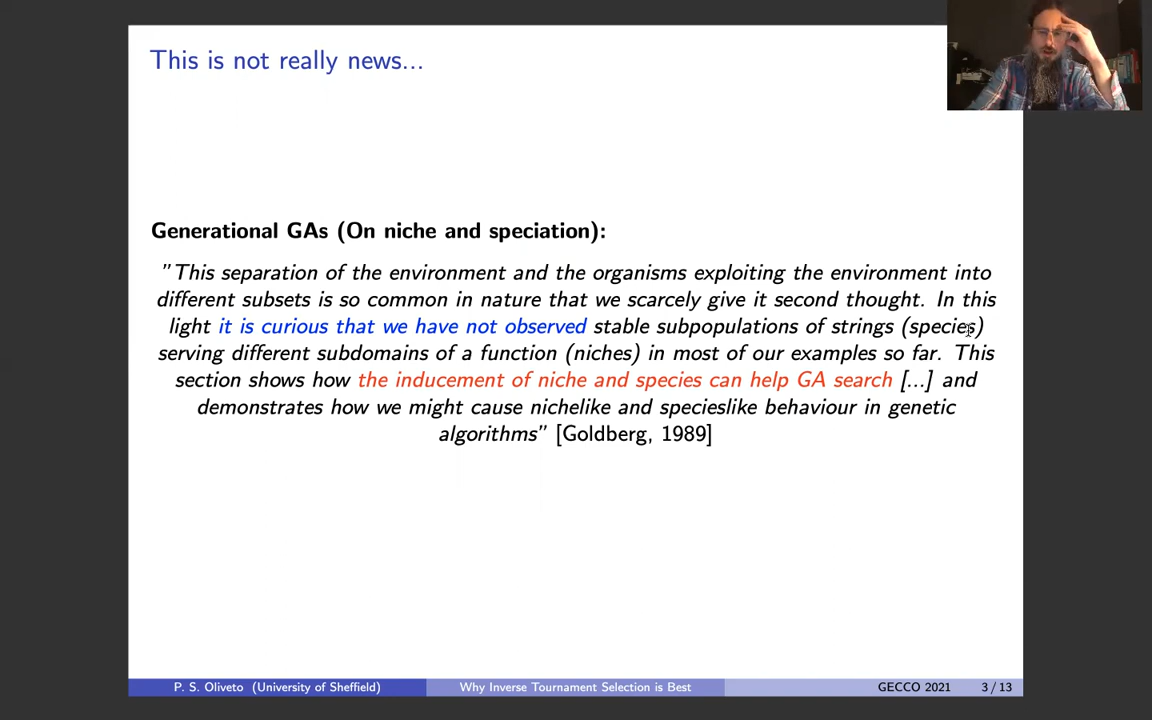 This is not really news...
Generational GAs (On niche and speciation):
"This separation of the environment and the organisms exploiting the environment into
different subsets is so common in nature that we scarcely give it second thought. In this
light it is curious that we have not observed stable subpopulations of strings (species)
serving different subdomains of a function (niches) in most of our examples so far. This
section shows how the inducement of niche and species can help GA search [...] and
demonstrates how we might cause nichelike and specieslike behaviour in genetic
algorithms" [Goldberg, 1989]
P. S. Oliveto (University of Sheffield) Why Inverse Tournament Selection is Best GECCO 2021 3 / 13